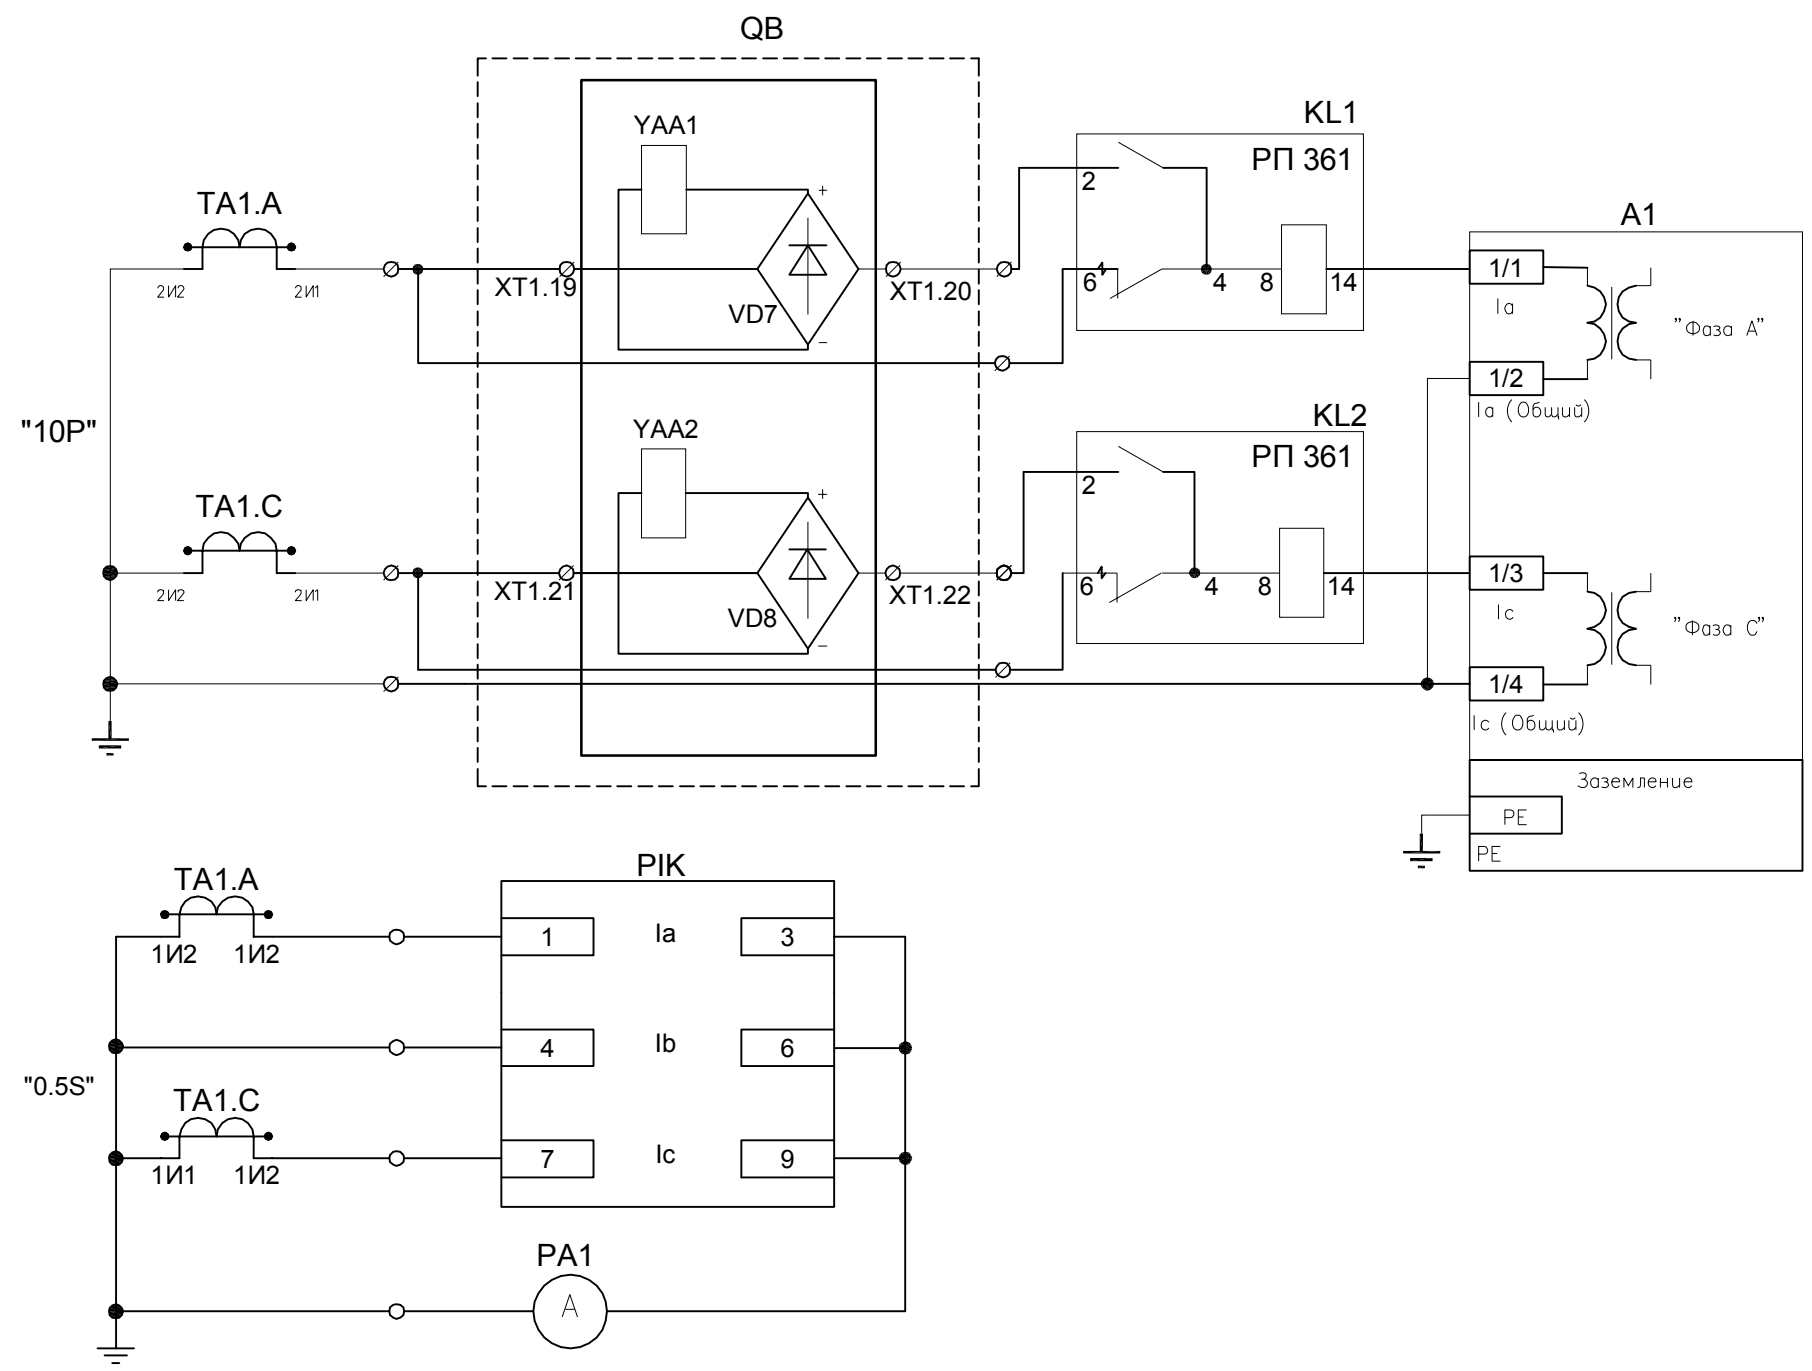 QB
YAA1
KL1
РП 361
TA1.A
2
A1
+
1/1
2И2
2И1
XT1.19
XT1.20
6
4
8
14
Ia
VD7
"Фаза А"
−
1/2
Ia (Общий)
"10P"
YAA2
KL2
РП 361
TA1.C
2
+
1/3
2И2
2И1
XT1.21
XT1.22
6
4
8
14
Ic
VD8
"Фаза С"
−
1/4
Ic (Общий)
Заземление
PE
PE
PIK
TA1.A
1И2
1И2
1
Ia
3
4
Ib
6
"0.5S"
TA1.C
1И1
1И2
7
Ic
9
PA1
A